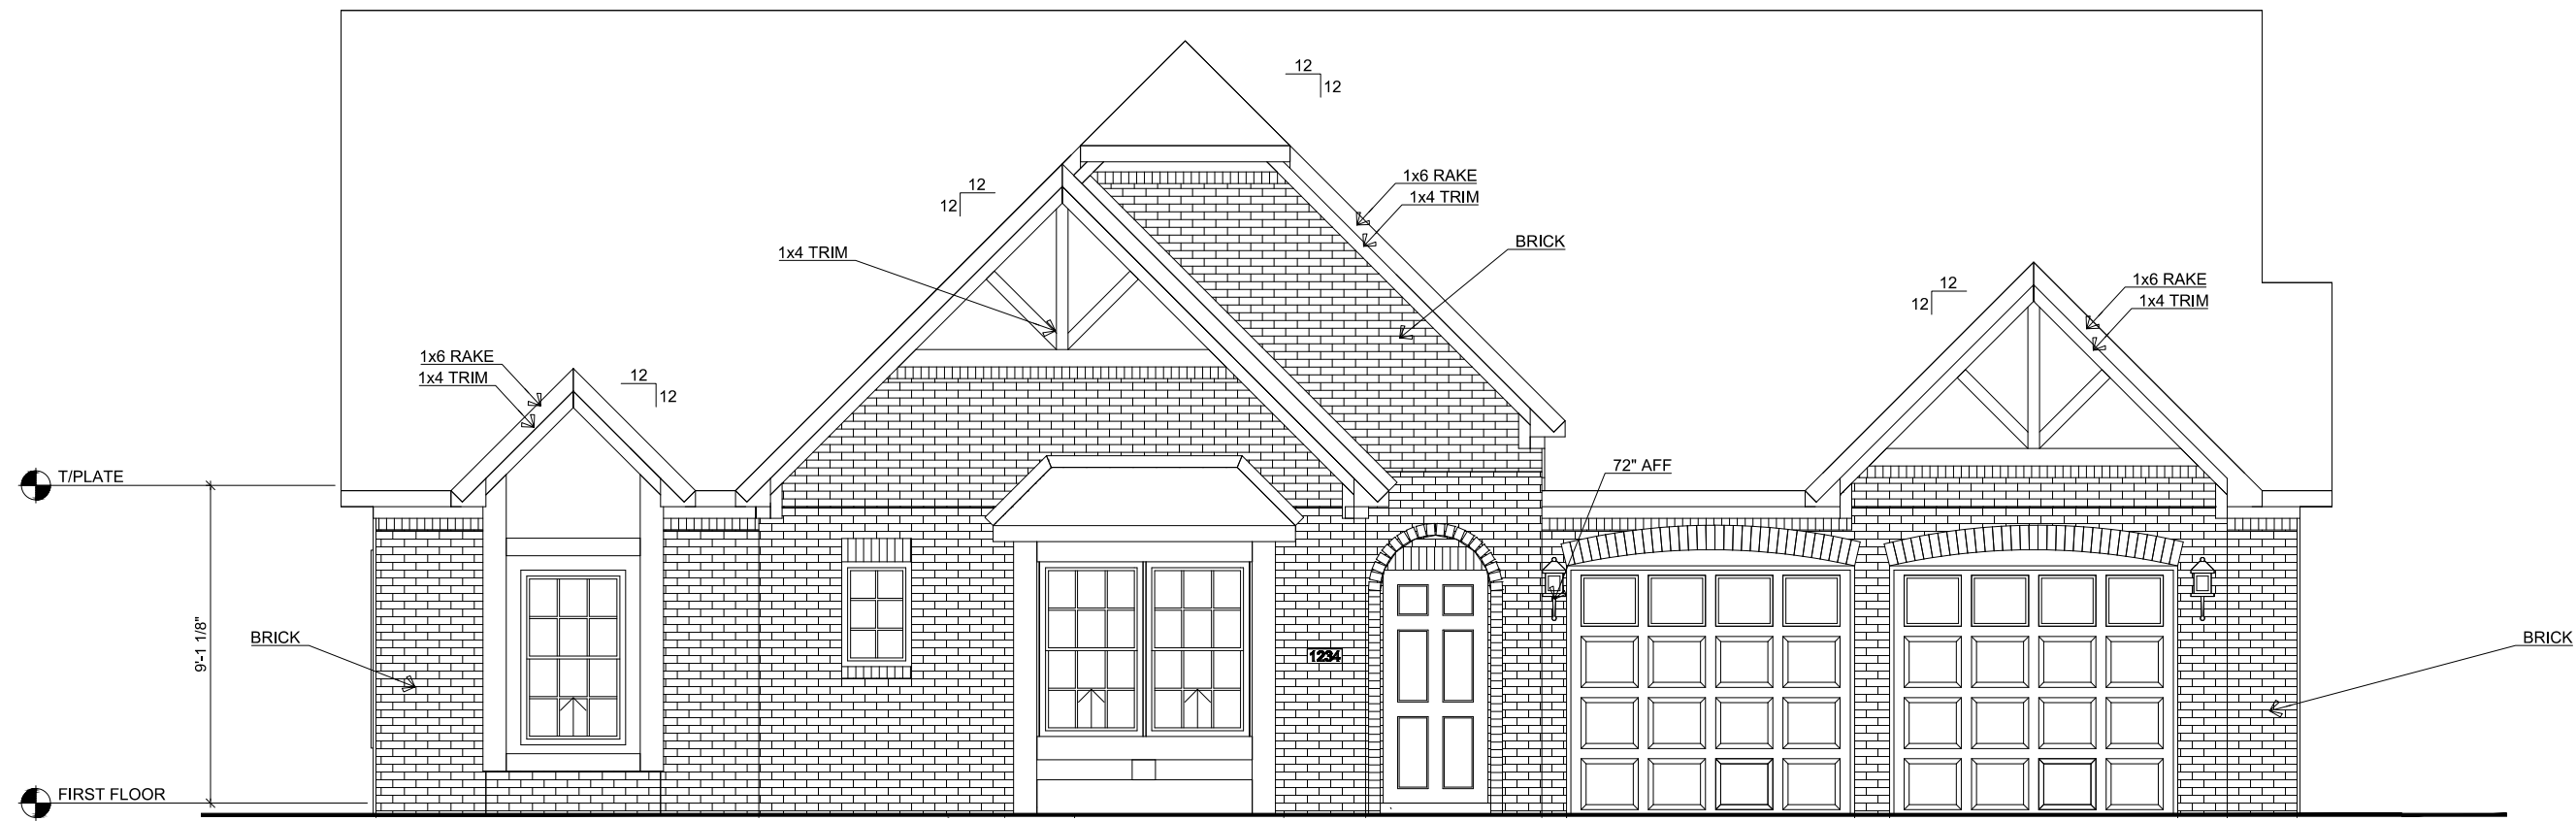 12
12
12
12
1x6 RAKE
1x4 TRIM
BRICK
1x4 TRIM
12
12
1x6 RAKE
1x4 TRIM
1x6 RAKE
1x4 TRIM
12
12
T/PLATE
72" AFF
9'-1 1/8"
BRICK
1234
BRICK
FIRST FLOOR